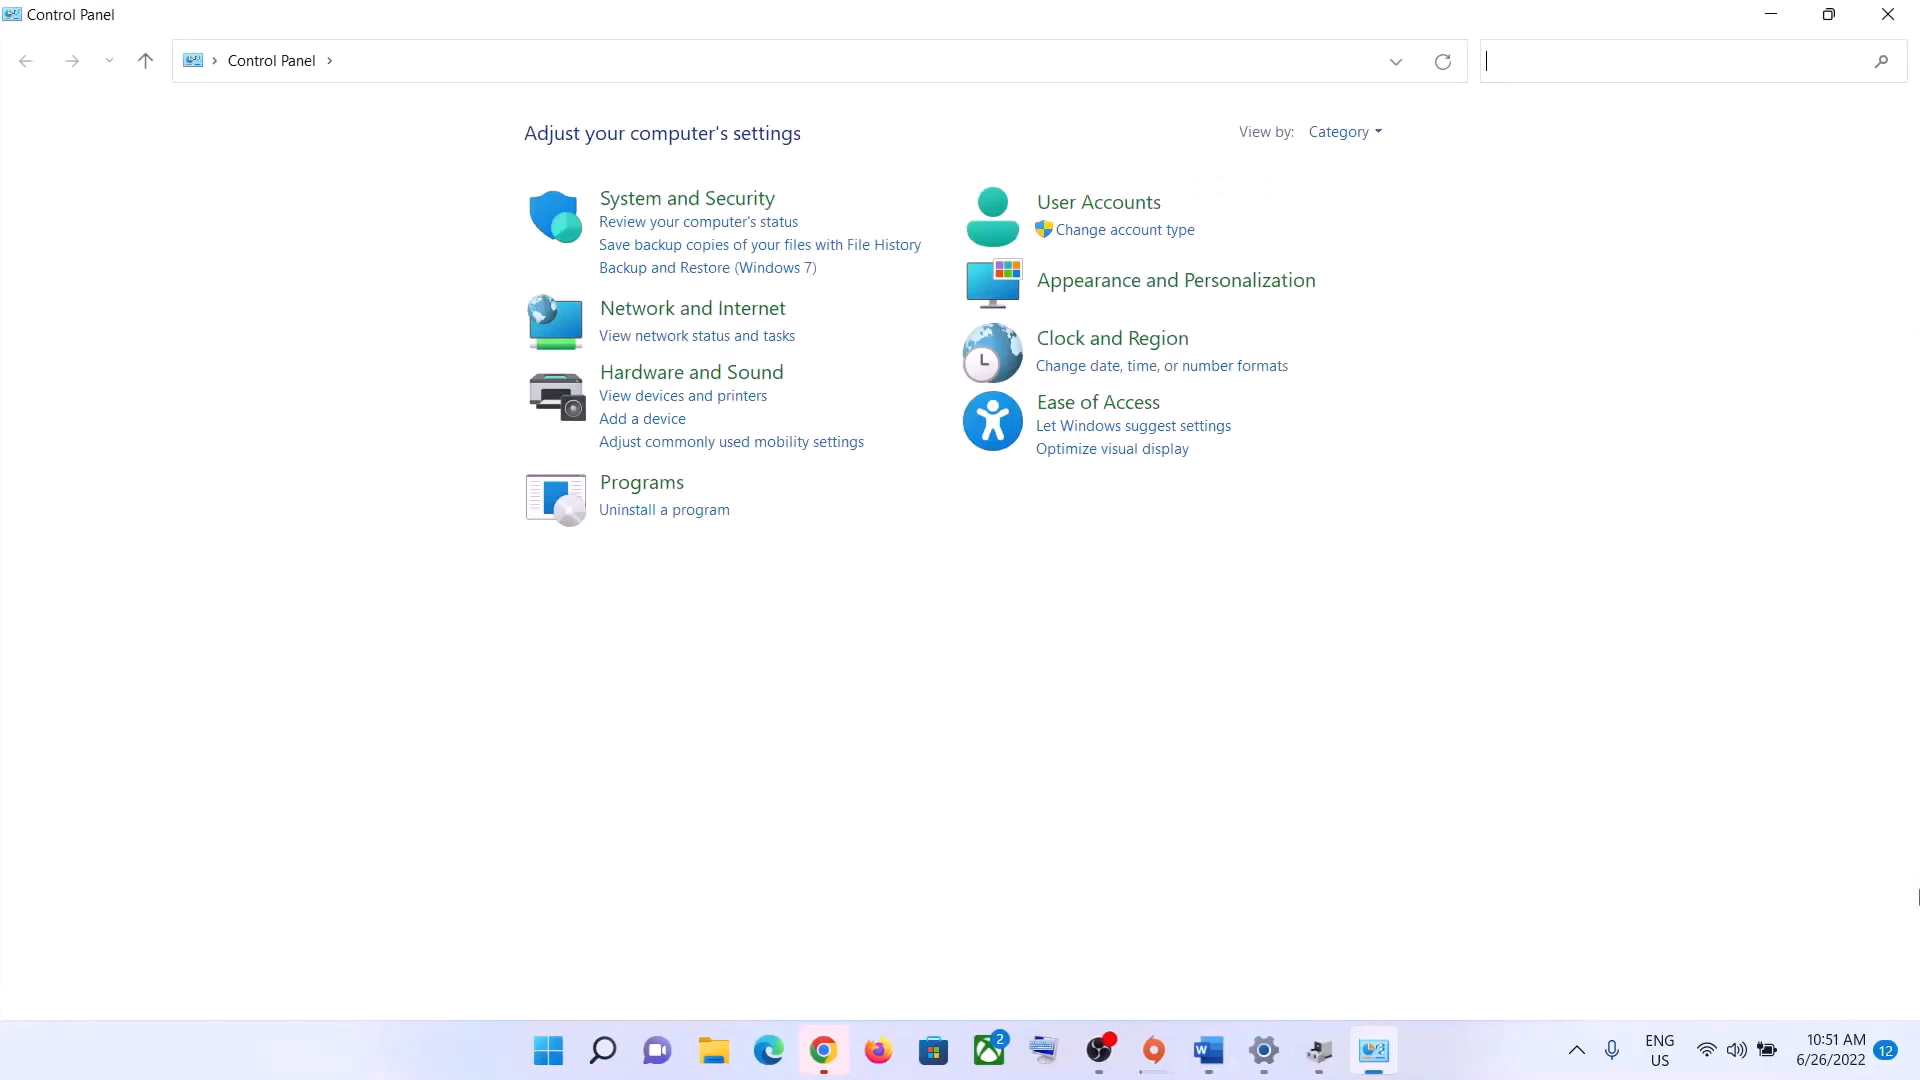 Control Panel
Control Panel
Adjust your computer's settings
View by: Category
System and Security
Review your computer's status
Save backup copies of your files with File History
Backup and Restore (Windows 7)
Network and Internet
View network status and tasks
Hardware and Sound
View devices and printers
Add a device
Adjust commonly used mobility settings
Programs
Uninstall a program
User Accounts
Change account type
Appearance and Personalization
Clock and Region
Change date, time, or number formats
Ease of Access
Let Windows suggest settings
Optimize visual display
2
W
ENG
US
10:51 AM
6/26/2022
12